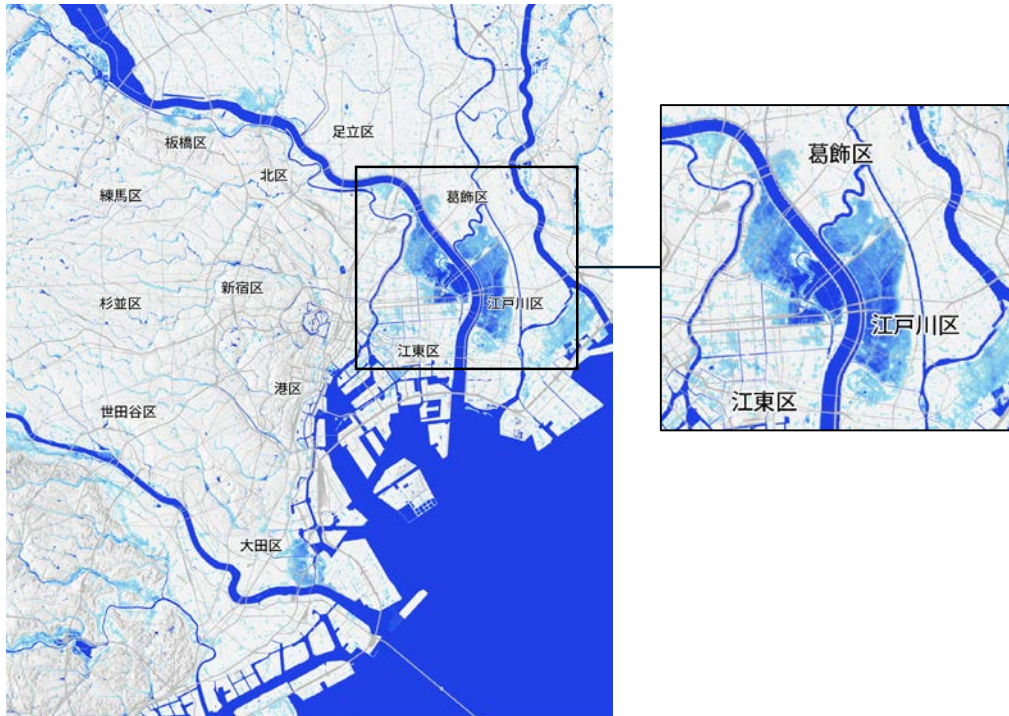 足立区
板橋区
北区
練馬区
葛飾区
新宿区
杉並区
江戸川区
江東区
港区
世田谷区
大田区
葛飾区
江戸川区
江東区